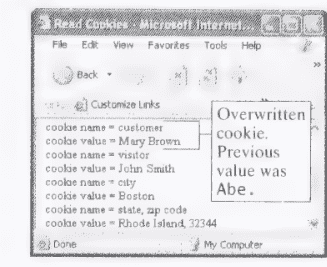 Read Cookies - Microsoft Internet...
File Edit View Favorites Tools Help
»
Back
Customize Links
cookie name = customer
cookie value = Mary Brown
cookie name = visitor
cookie value = John Smith
cookie name = city
cookie value = Boston
cookie name = state, zip code
cookie value = Rhode Island, 32344
Overwritten
cookie.
Previous
value was
Abe.
Done My Computer